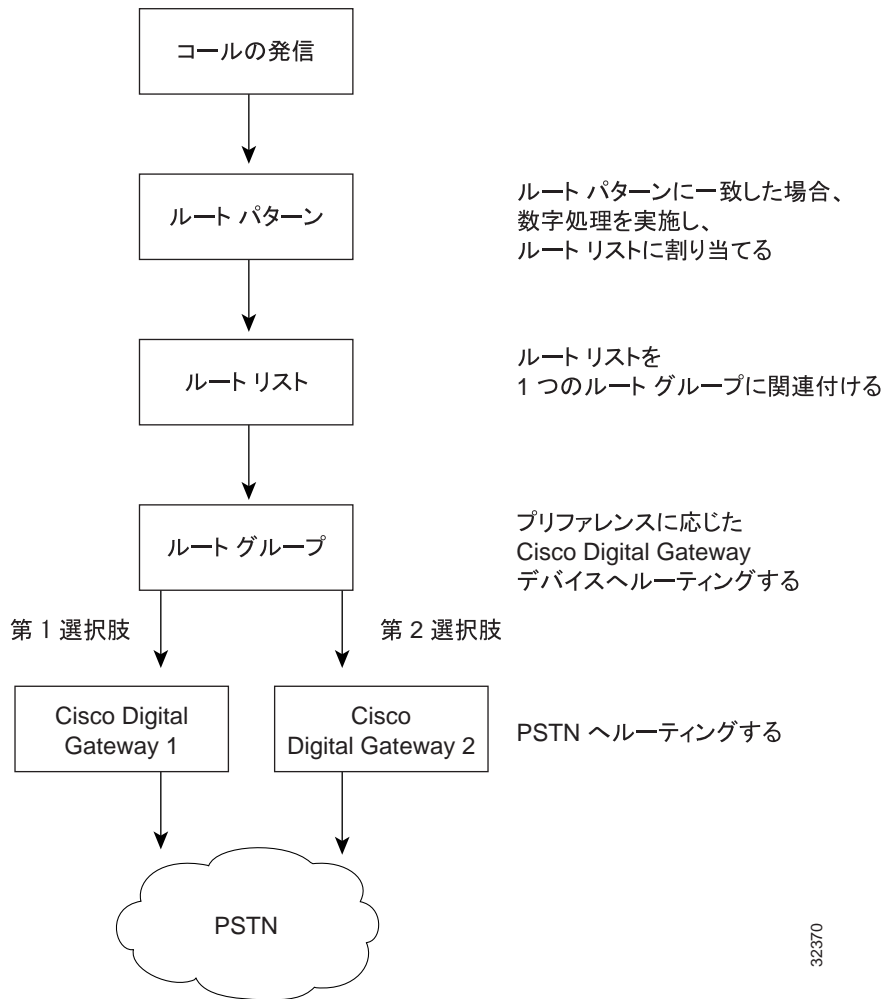 コールの発信
ルート パターン
ルート パターンに一致した場合、
数字処理を実施し、
ルート リストに割り当てる
ルート リスト
ルート リストを
1 つのルート グループに関連付ける
ルート グループ
プリファレンスに応じた
Cisco Digital Gateway
デバイスへルーティングする
第 1 選択肢
第 2 選択肢
Cisco Digital
Gateway 1
Cisco
Digital Gateway 2
PSTN へルーティングする
PSTN
32370